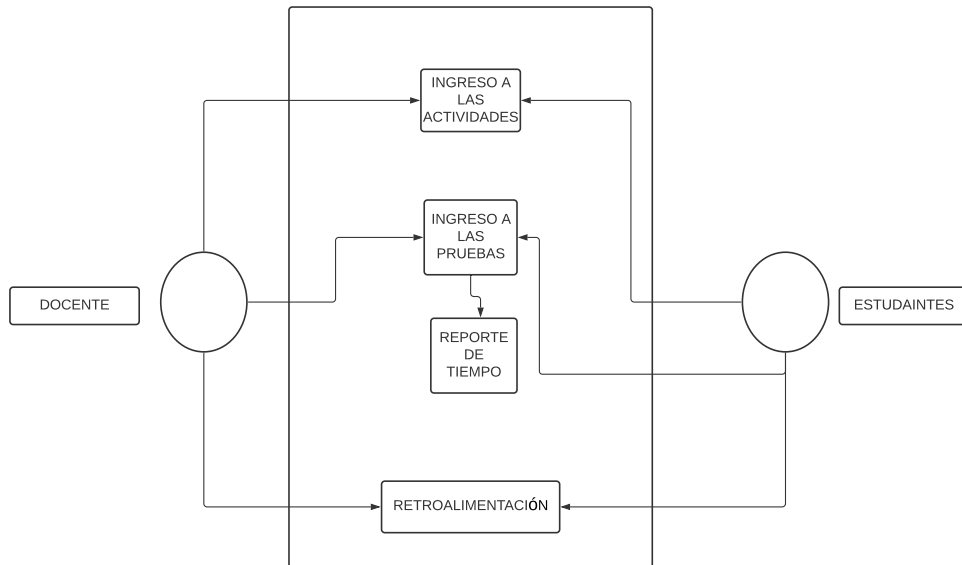 INGRESO A
LAS
ACTIVIDADES
INGRESO A
LAS
PRUEBAS
DOCENTE
ESTUDAINTES
REPORTE
DE
TIEMPO
RETROALIMENTACIÓN